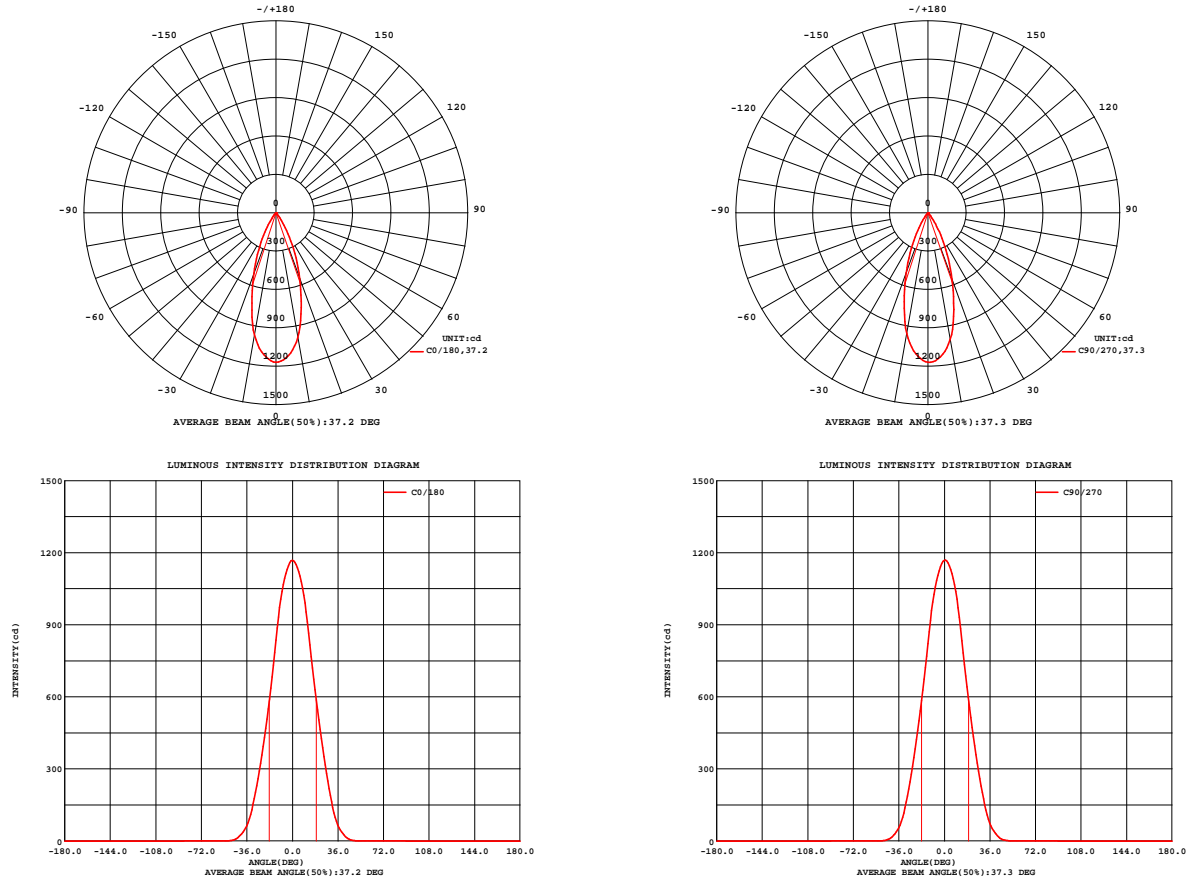 -/+180
-150
150
-120
120
-90
90
-60
60
-30
30
0
0
300
600
900
1200
1500
UNIT:cd
C0/180,37.2
AVERAGE BEAM ANGLE(50%):37.2 DEG
-/+180
-150
150
-120
120
-90
90
-60
60
-30
30
0
0
300
600
900
1200
1500
UNIT:cd
C90/270,37.3
AVERAGE BEAM ANGLE(50%):37.3 DEG
LUMINOUS INTENSITY DISTRIBUTION DIAGRAM
C0/180
1500
1200
900
600
300
0
INTENSITY(cd)
-180.0 -144.0 -108.0 -72.0 -36.0 0.0 36.0 72.0 108.0 144.0 180.0
ANGLE(DEG)
AVERAGE BEAM ANGLE(50%):37.2 DEG
LUMINOUS INTENSITY DISTRIBUTION DIAGRAM
C90/270
1500
1200
900
600
300
0
INTENSITY(cd)
-180.0 -144.0 -108.0 -72.0 -36.0 0.0 36.0 72.0 108.0 144.0 180.0
ANGLE(DEG)
AVERAGE BEAM ANGLE(50%):37.3 DEG